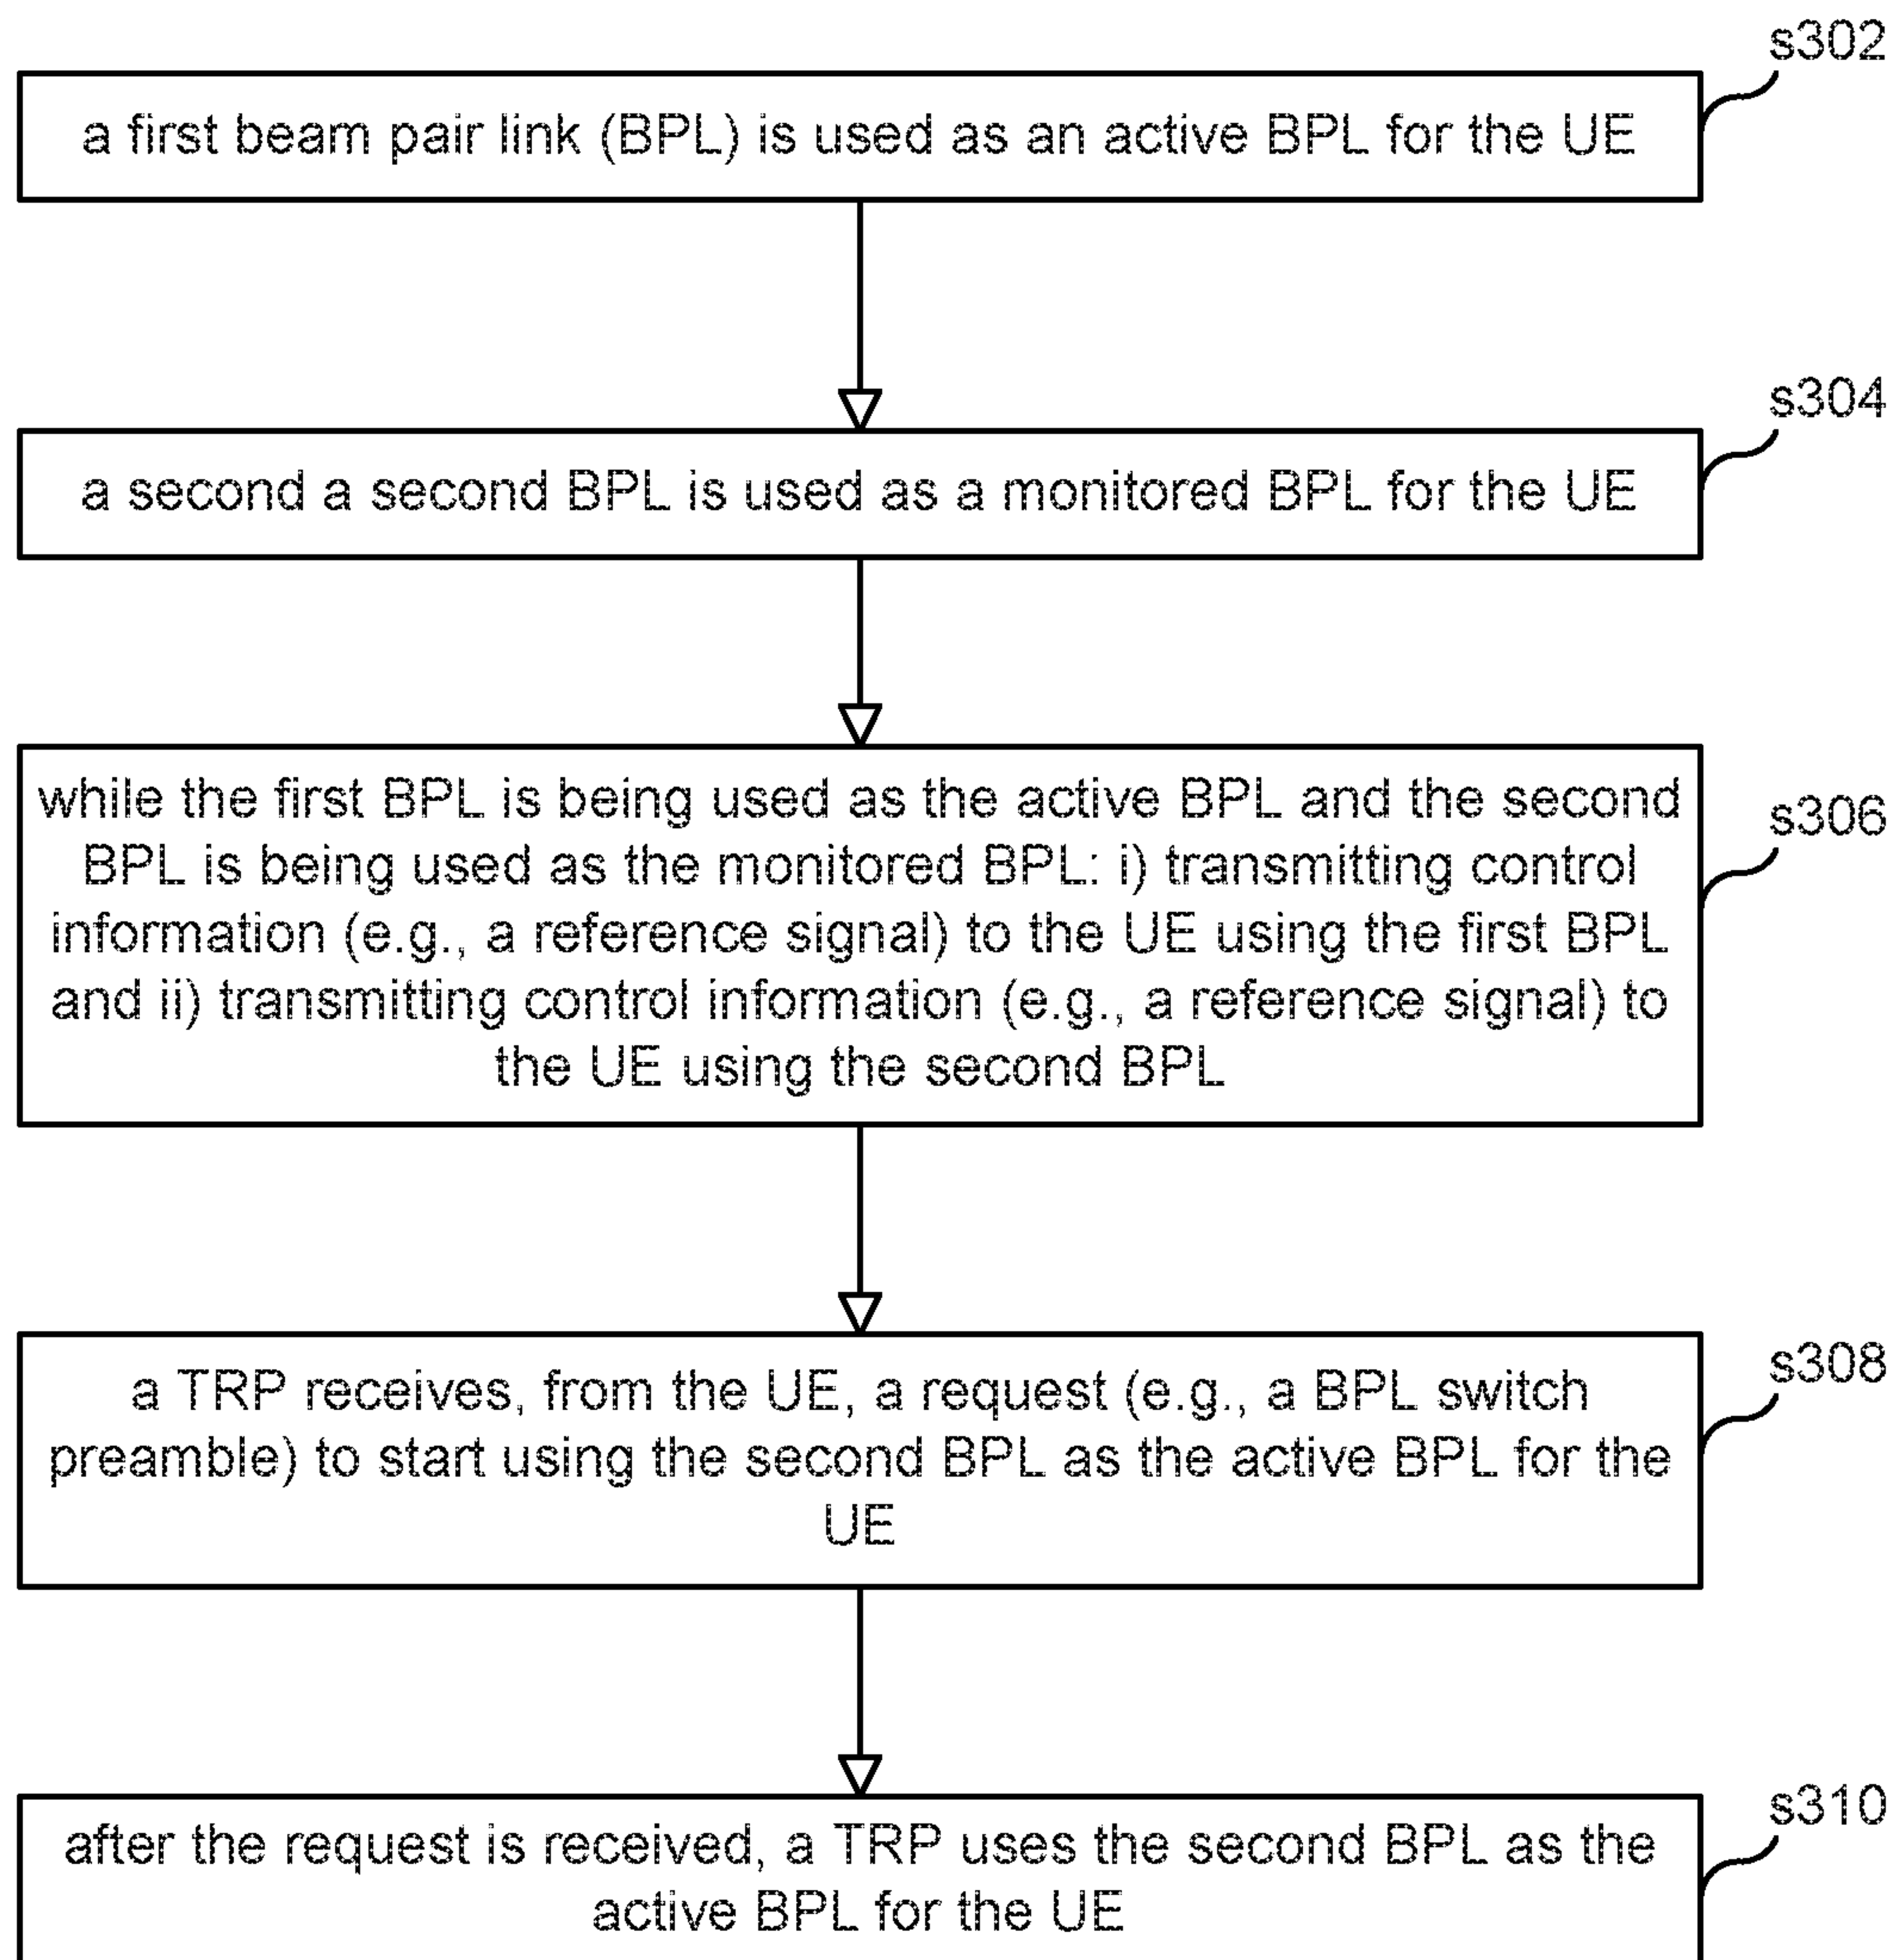 s302
a first beam pair link (BPL) is used as an active BPL for the UE
s304
a second a second BPL is used as a monitored BPL for the UE
while the first BPL is being used as the active BPL and the second
s306
BPL is being used as the monitored BPL: i) transmitting control
information (e.g., a reference signal) to the UE using the first BPL
and ii) transmitting control information (e.g., a reference signal) to
the UE using the second BPL
s308
a TRP receives, from the UE, a request (e.g., a BPL switch
preamble) to start using the second BPL as the active BPL for the
UE
s310
after the request is received, a TRP uses the second BPL as the
active BPL for the UE